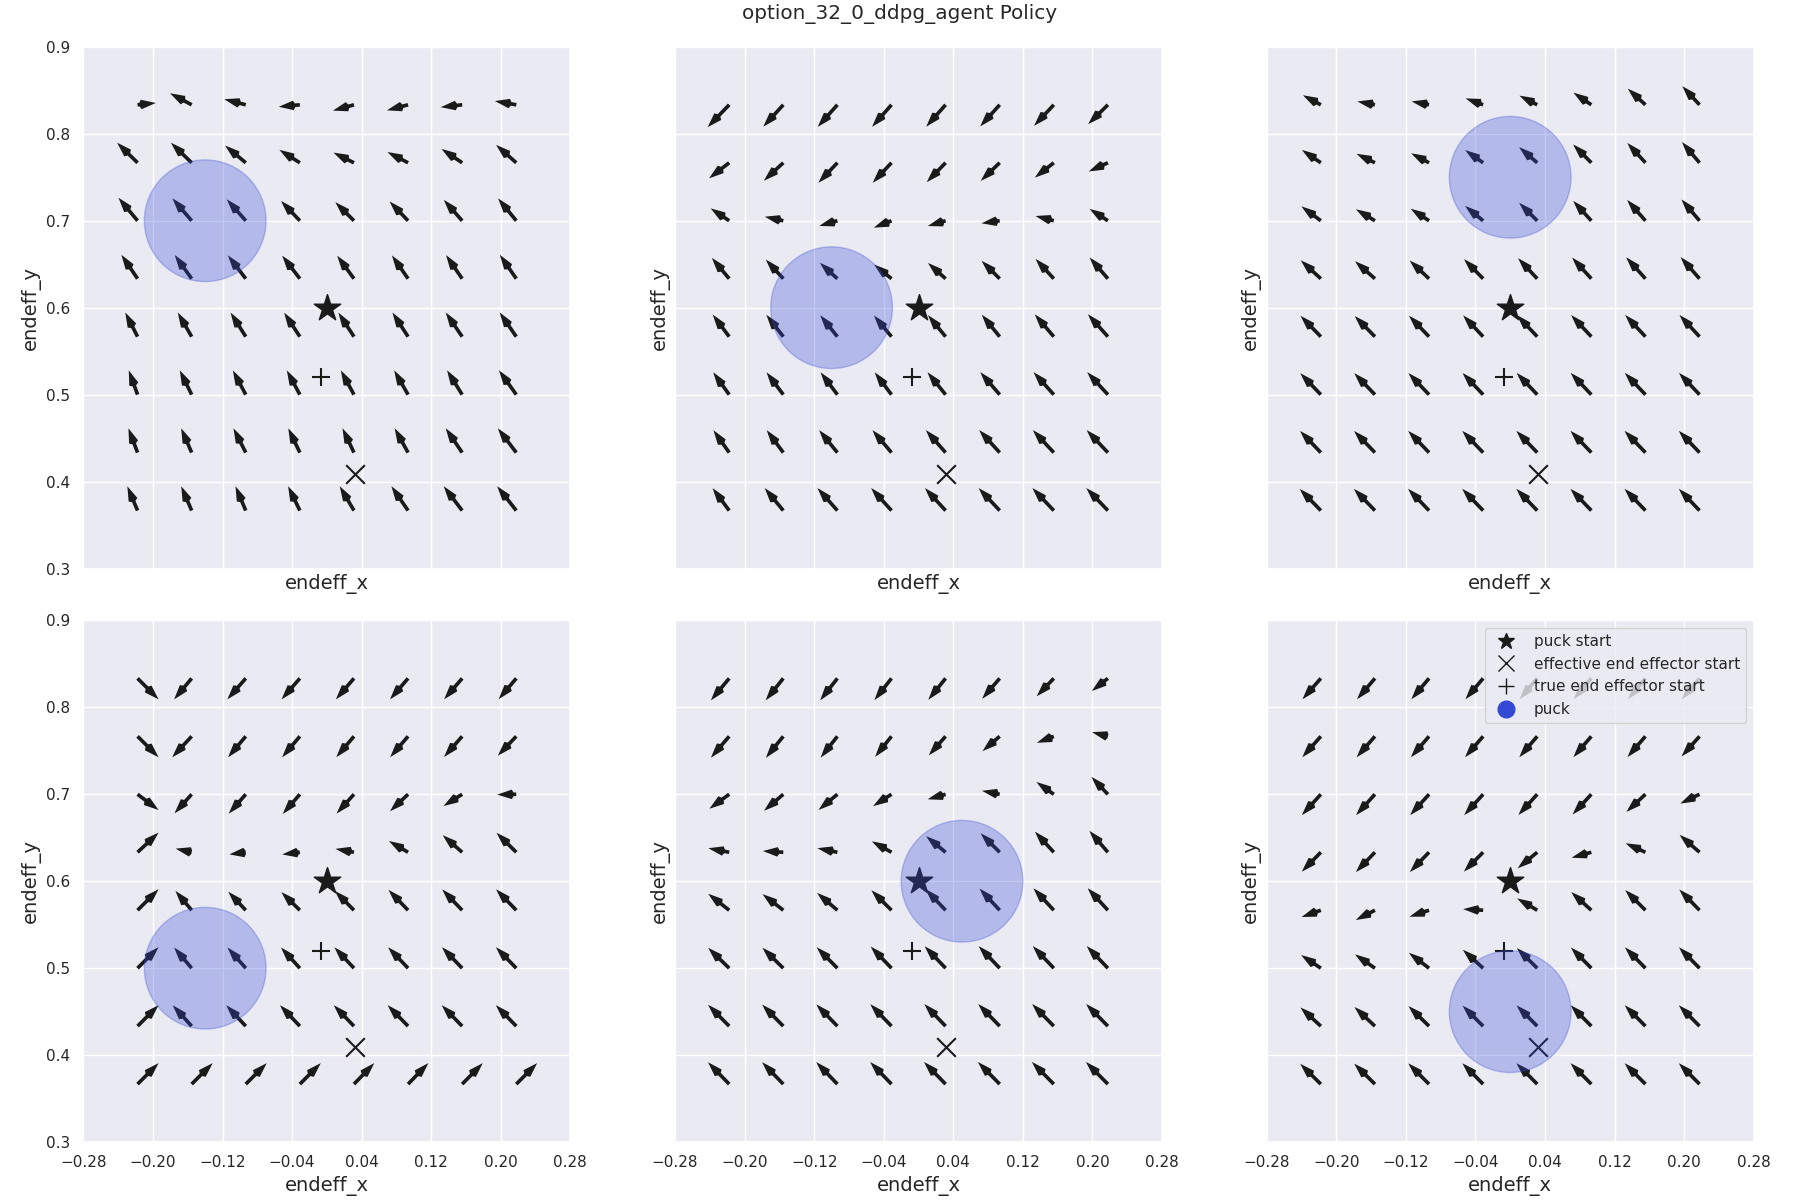 option_32_0_ddpg_agent Policy
0.9
0.8
0.7
0.6
0.5
0.4
0.3
endeff_y
endeff_x
endeff_y
endeff_x
endeff_y
endeff_x
0.9
0.8
0.7
0.6
0.5
0.4
0.3
endeff_y
−0.28 −0.20 −0.12 −0.04 0.04 0.12 0.20 0.28
endeff_x
endeff_y
−0.28 −0.20 −0.12 −0.04 0.04 0.12 0.20 0.28
endeff_x
puck start
effective end effector start
true end effector start
puck
endeff_y
−0.28 −0.20 −0.12 −0.04 0.04 0.12 0.20 0.28
endeff_x